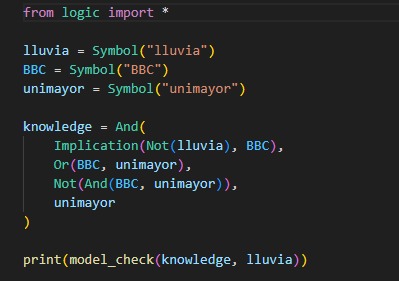 from logic import *
lluvia = Symbol("lluvia")
BBC = Symbol("BBC")
unimayor = Symbol("unimayor")
knowledge = And(
Implication(Not(lluvia), BBC),
Or(BBC, unimayor),
Not(And(BBC, unimayor)),
unimayor
)
print(model_check(knowledge, lluvia))